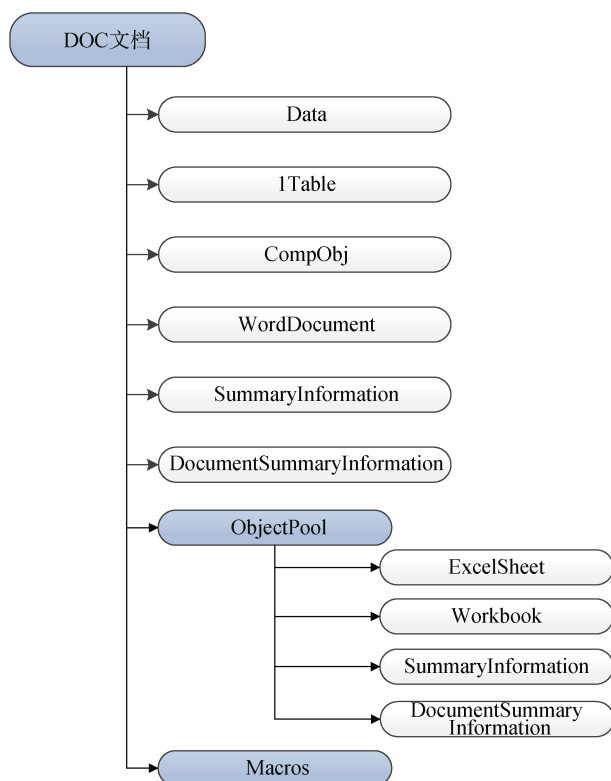 DOC文档
Data
1Table
CompObj
WordDocument
SummaryInformation
DocumentSummaryInformation
ObjectPool
ExcelSheet
Workbook
SummaryInformation
DocumentSummary
Information
Macros